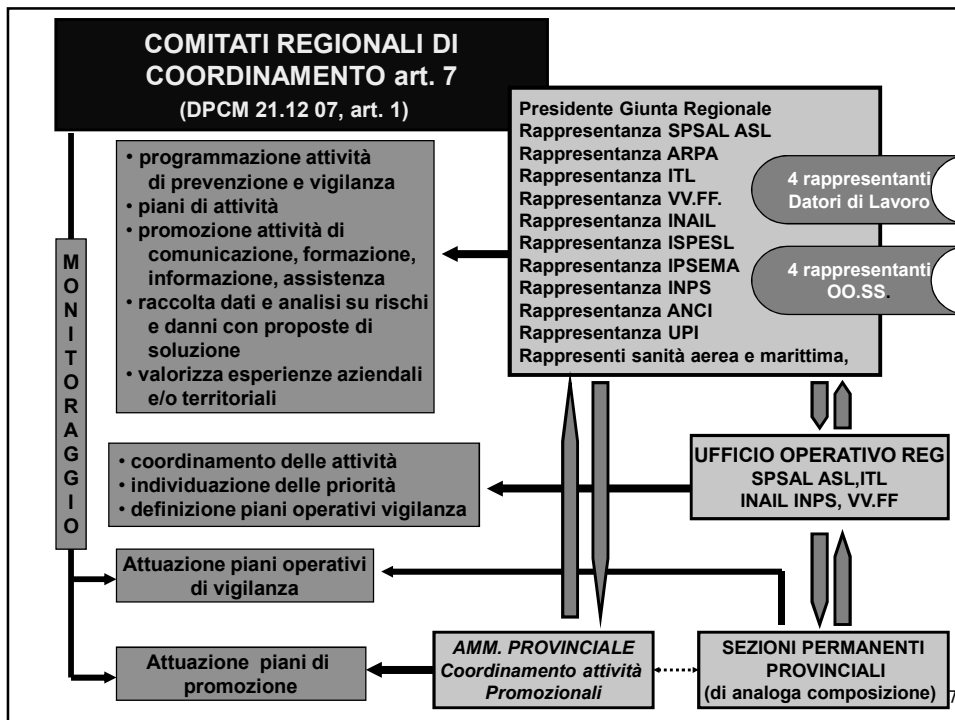 COMITATI REGIONALI DI
COORDINAMENTO art. 7
(DPCM 21.12 07, art. 1)
Presidente Giunta Regionale
Rappresentanza SPSAL ASL
Rappresentanza ARPA
Rappresentanza ITL
Rappresentanza VV.FF.
Rappresentanza INAIL
Rappresentanza ISPESL
Rappresentanza IPSEMA
Rappresentanza INPS
Rappresentanza ANCI
Rappresentanza UPI
Rappresenti sanità aerea e marittima,
4 rappresentanti
Datori di Lavoro
4 rappresentanti
OO.SS.
• programmazione attività
di prevenzione e vigilanza
• piani di attività
• promozione attività di
comunicazione, formazione,
informazione, assistenza
• raccolta dati e analisi su rischi
e danni con proposte di
soluzione
• valorizza esperienze aziendali
e/o territoriali
MONITORAGGIO
• coordinamento delle attività
• individuazione delle priorità
• definizione piani operativi vigilanza
UFFICIO OPERATIVO REG
SPSAL ASL,ITL
INAIL INPS, VV.FF
Attuazione piani operativi
di vigilanza
Attuazione piani di
promozione
AMM. PROVINCIALE
Coordinamento attività
Promozionali
SEZIONI PERMANENTI
PROVINCIALI
(di analoga composizione)
7